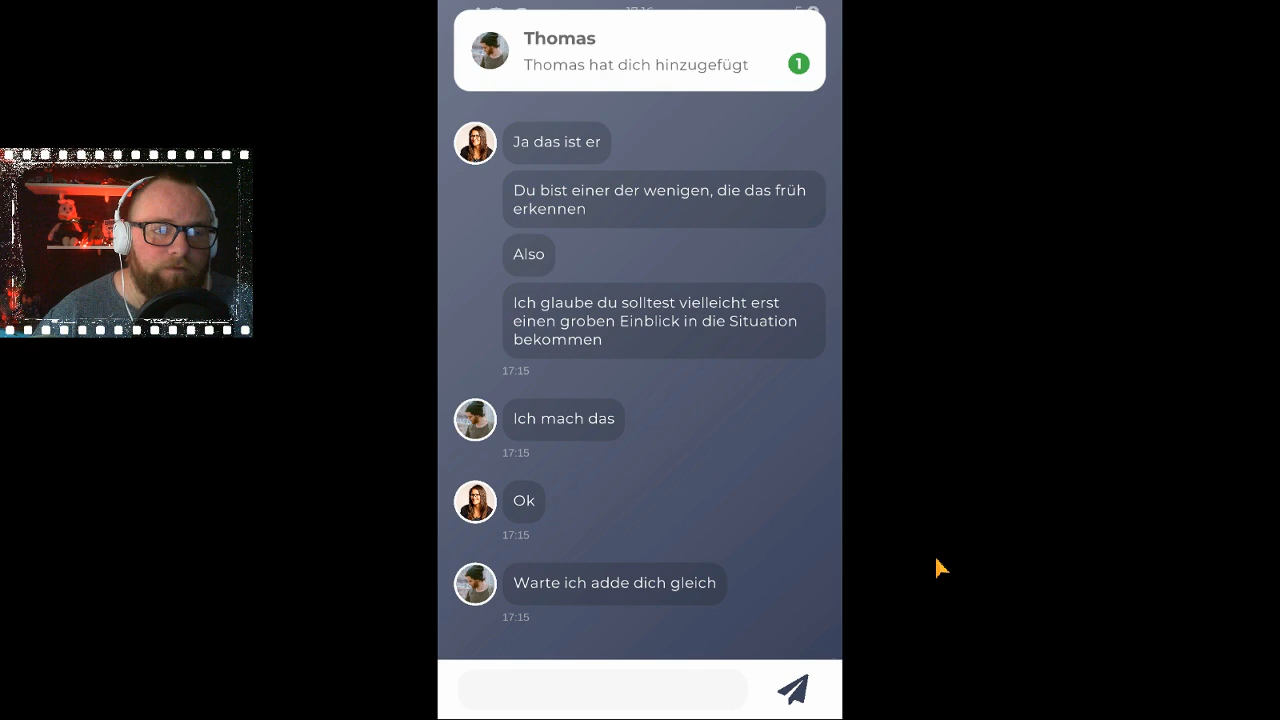 Thomas
Thomas hat dich hinzugefügt
1
Ja das ist er
Du bist einer der wenigen, die das früh
erkennen
Also
Ich glaube du solltest vielleicht erst
einen groben Einblick in die Situation
bekommen
17:15
Ich mach das
17:15
Ok
17:15
Warte ich adde dich gleich
17:15